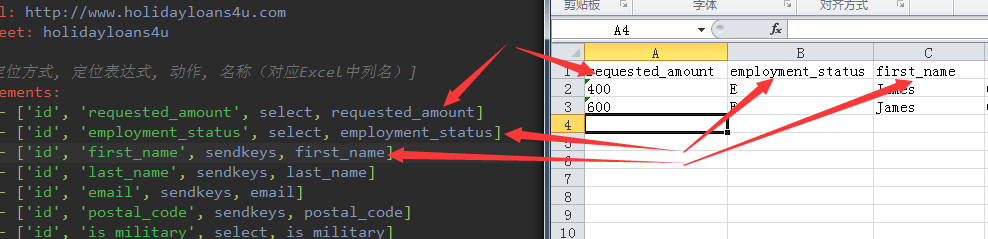 l: http://www.holidayloans4u.com
eet: holidayloans4u
定位方式, 定位表达式, 动作, 名称（对应Excel中列名）]
ements:
- ['id', 'requested_amount', select, requested_amount]
- ['id', 'employment_status', select, employment_status]
- ['id', 'first_name', sendkeys, first_name]
- ['id', 'last_name', sendkeys, last_name]
- ['id', 'email', sendkeys, email]
- ['id', 'postal_code', sendkeys, postal_code]
- ['id', 'is_military', select, is_military]
剪贴板 字体 对齐方式
A4 fx
A B C
1 requested_amount employment_status first_name
2 400 E James
3 600 E James
4
5
6
7
8
9
10